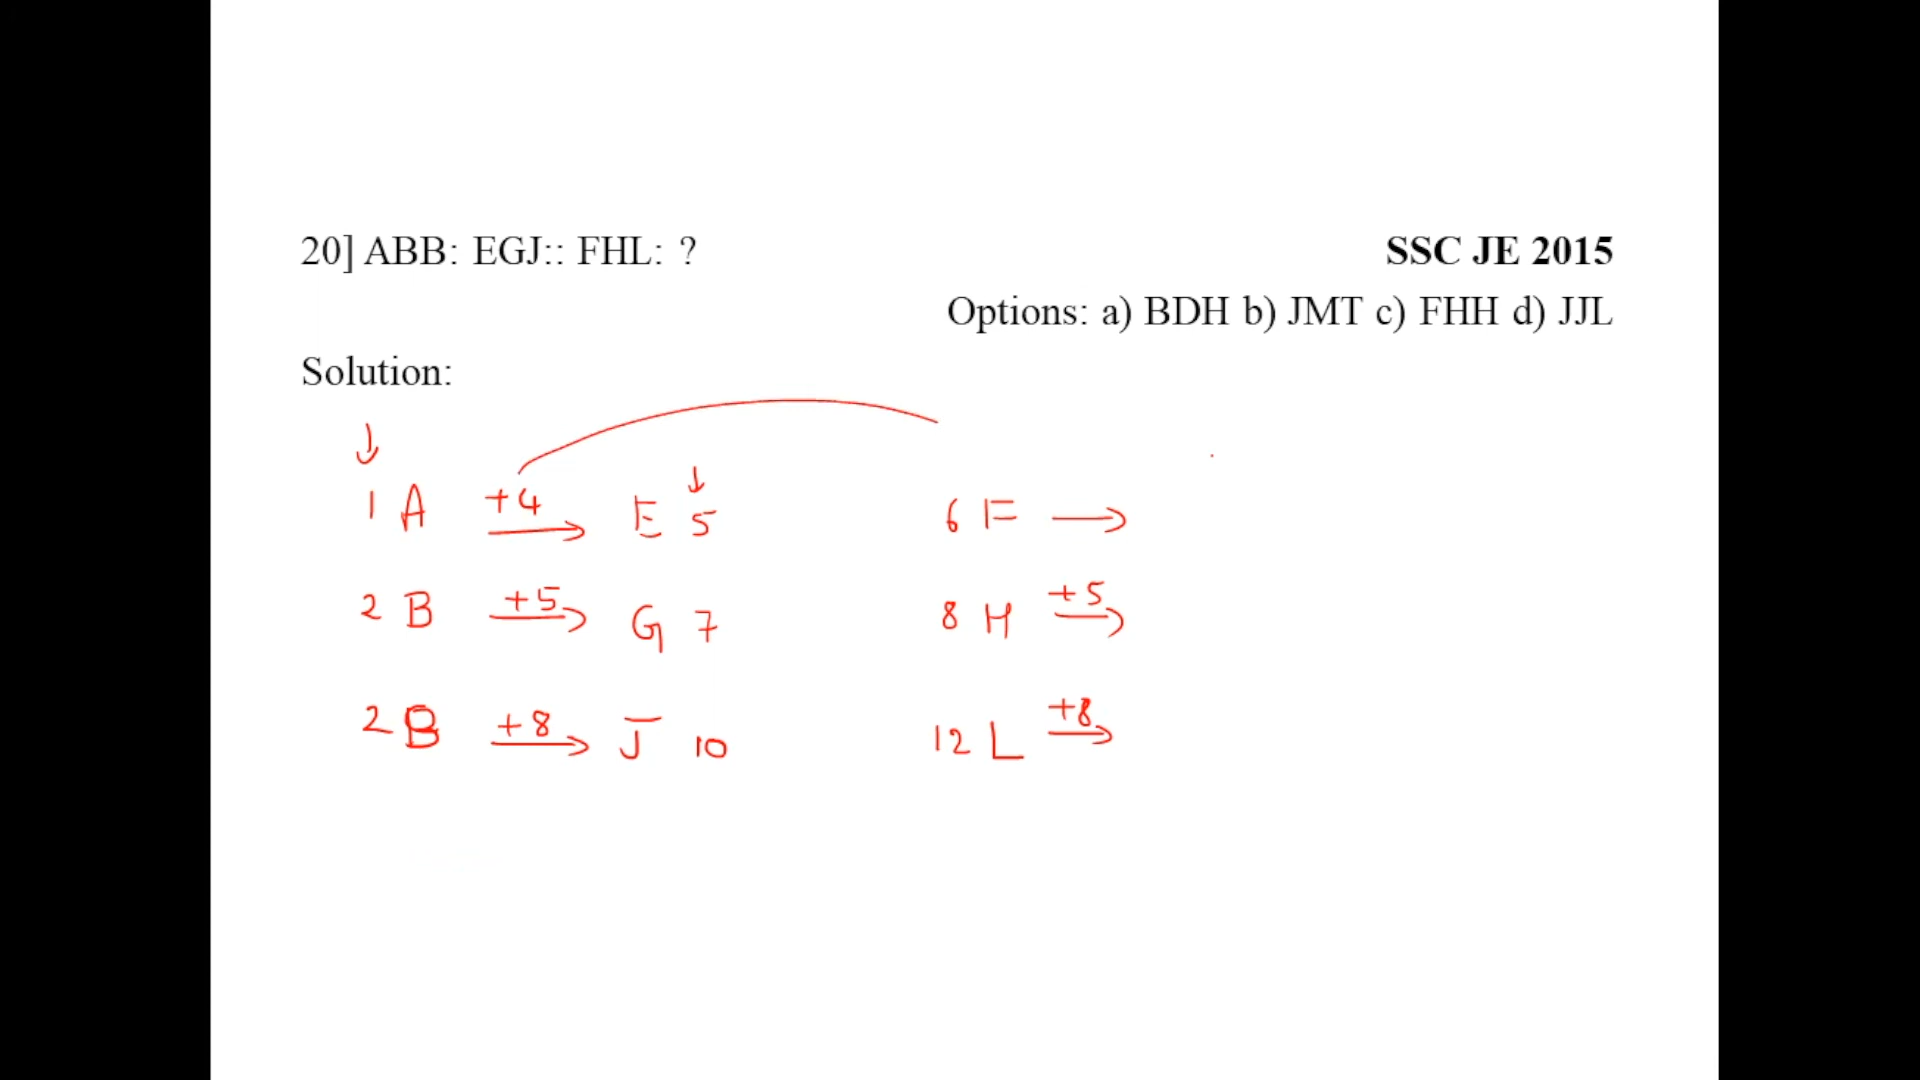 20] ABB: EGJ:: FHL: ?
SSC JE 2015
Options: a) BDH b) JMT c) FHH d) JJL
Solution:
1 A +4 E 5 6 F
2 B +5 G 7 8 H +5
2 B +8 J 10 12 L +8